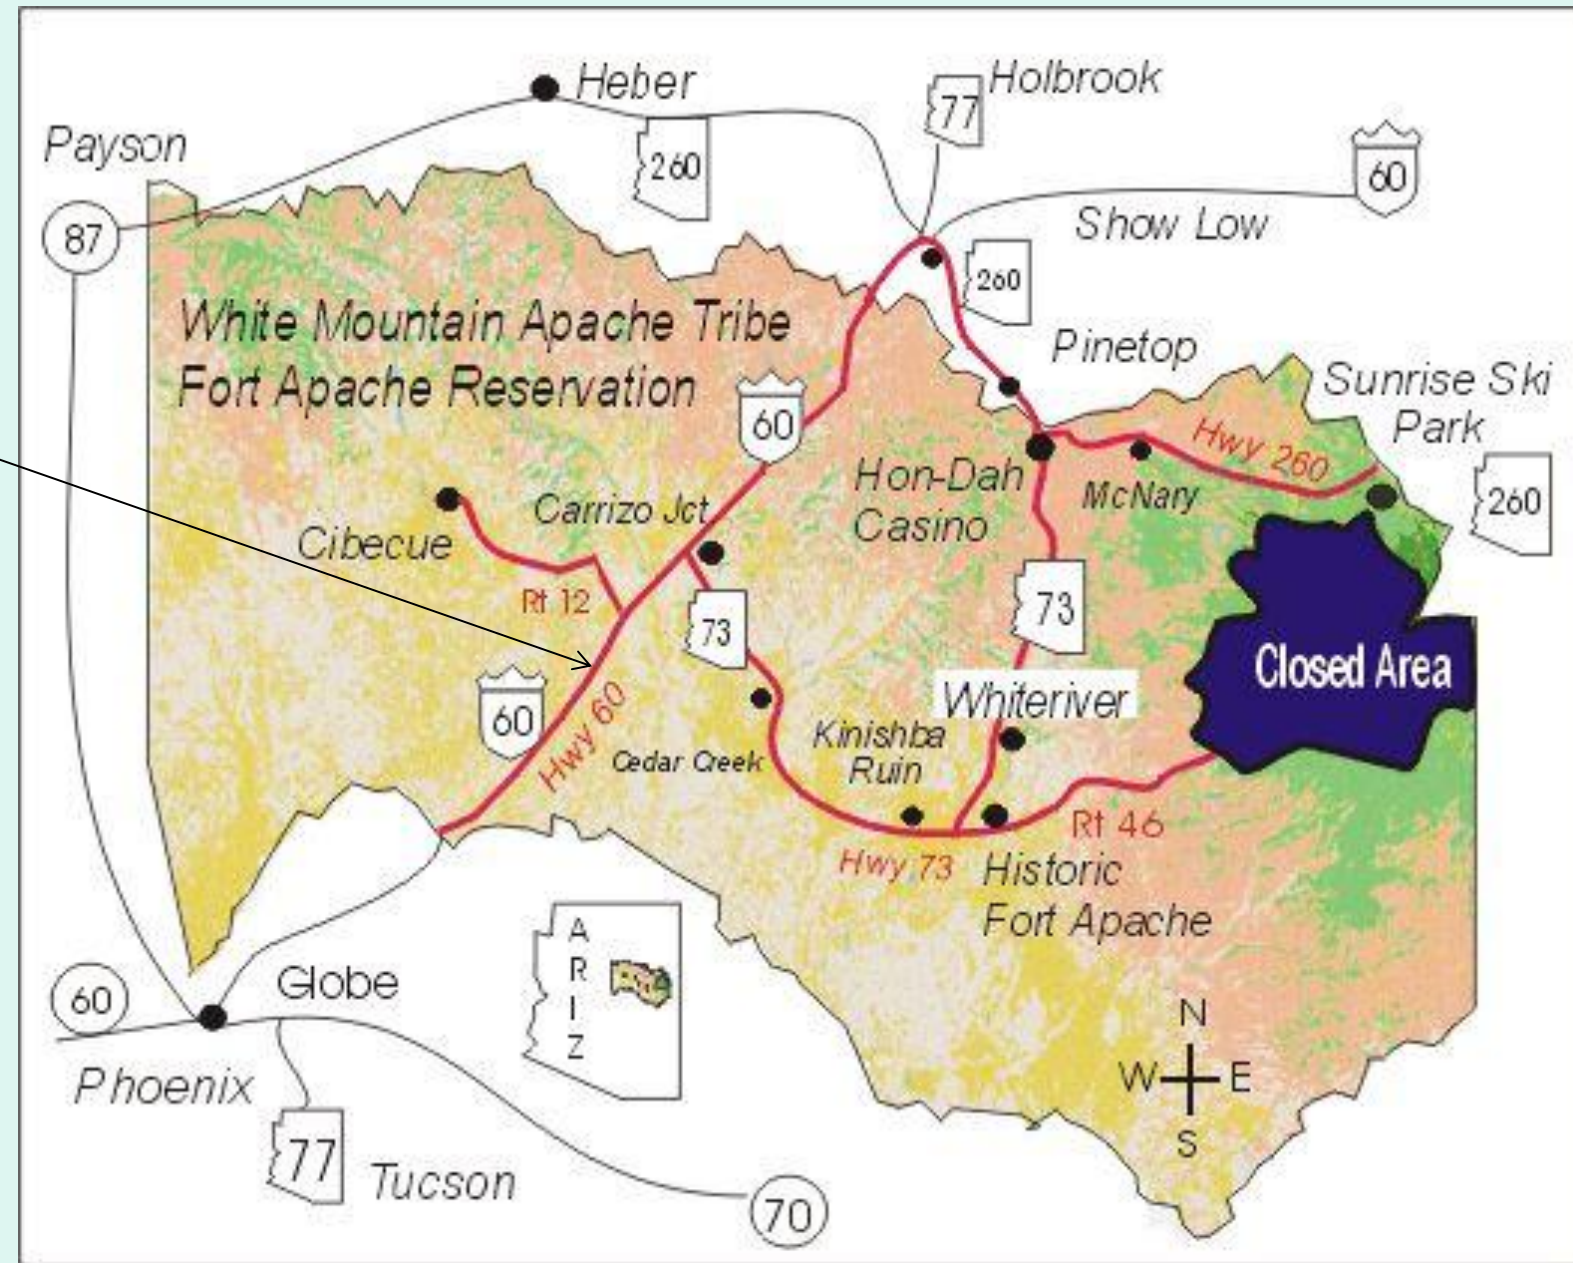 Heber
Holbrook
77
Payson
260
60
87
Show Low
260
White Mountain Apache Tribe
Fort Apache Reservation
Pinetop
Sunrise Ski
Park
60
Hwy 260
Hon-Dah
Casino
McNary
260
Carrizo Jct
Cibecue
Rt 12
73
73
Closed Area
Whiteriver
60
Hwy 60
Cedar Creek
Kinishba
Ruin
Rt 46
Hwy 73
Historic
Fort Apache
A
R
I
Z
Globe
60
Phoenix
77
Tucson
70
N
W E
S